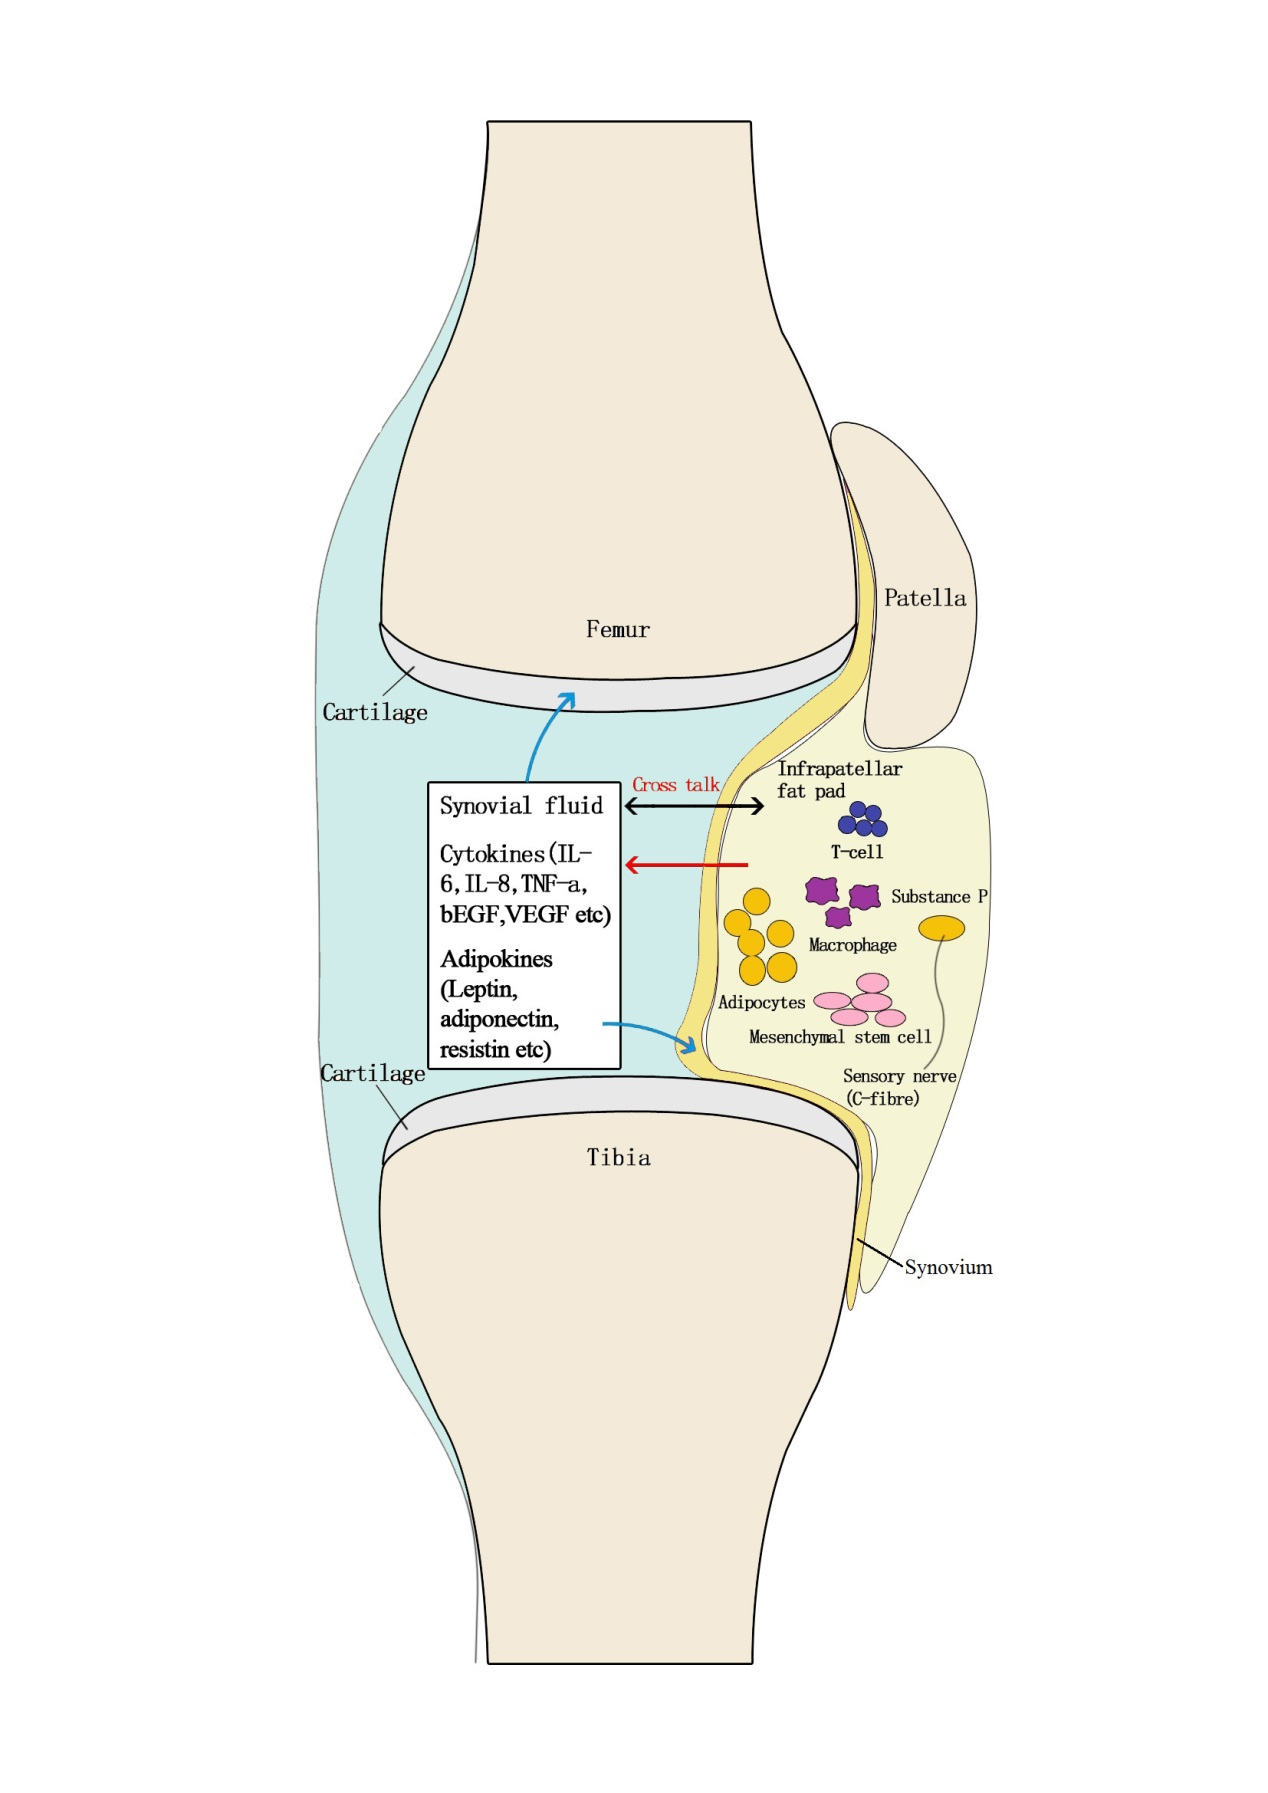 Patella
Femur
Cartilage
Infrapatellar
fat pad
Cross talk
Synovial fluid
Cytokines(IL-
6,IL-8,TNF-a,
bEGF,VEGF etc)
Adipokines
(Leptin,
adiponectin,
resistin etc)
T-cell
Substance P
Macrophage
Adipocytes
Mesenchymal stem cell
Sensory nerve
(C-fibre)
Cartilage
Tibia
Synovium